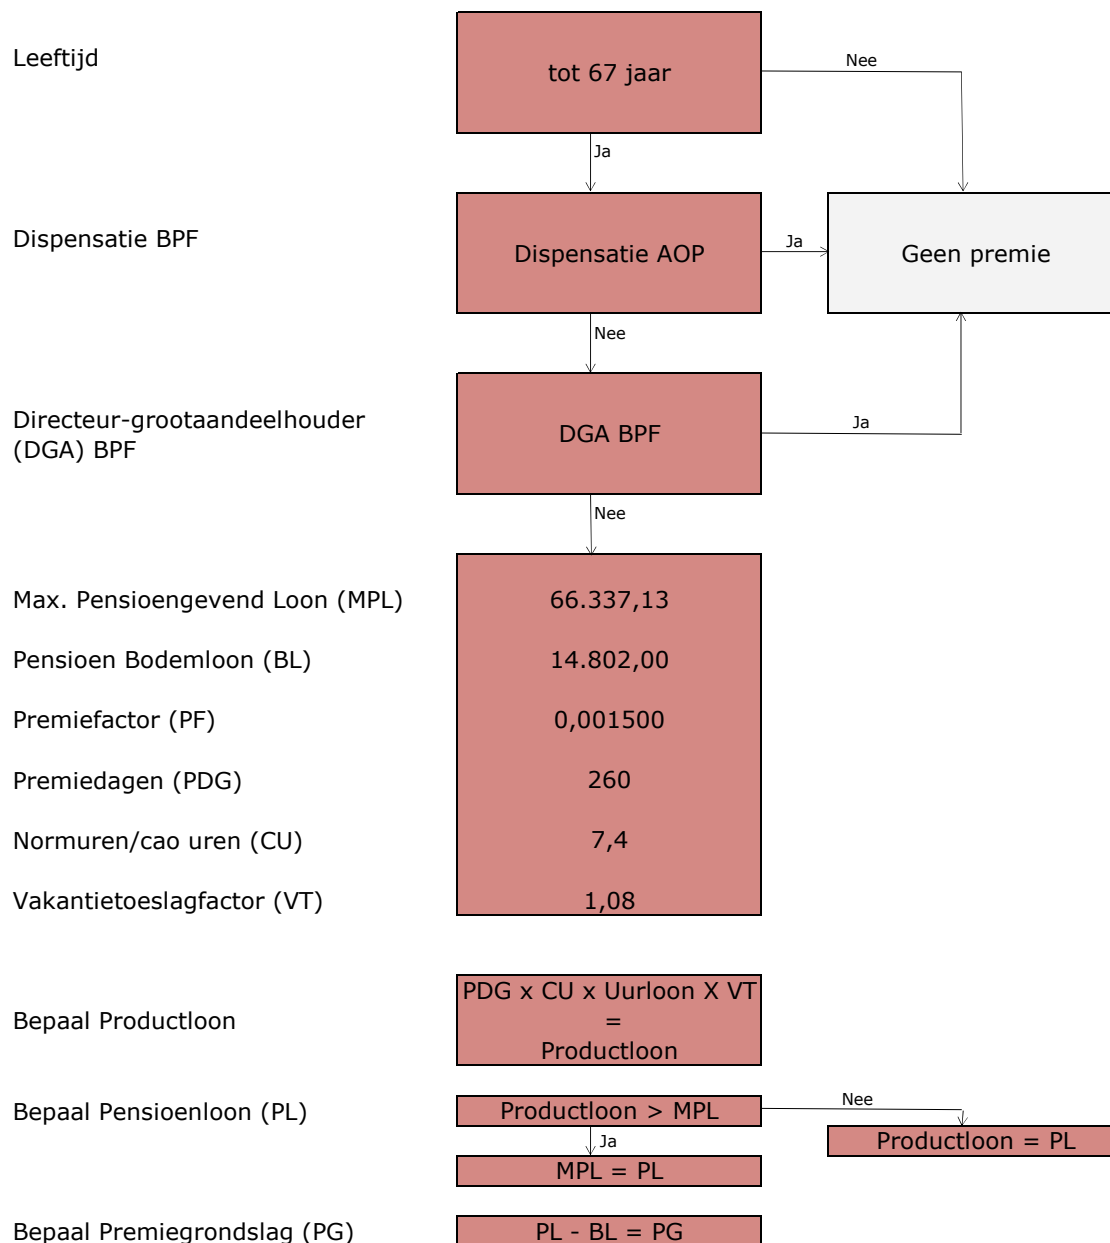 Leeftijd
tot 67 jaar
Nee
Ja
Dispensatie BPF
Dispensatie AOP
Ja
Geen premie
Nee
Directeur-grootaandeelhouder
(DGA) BPF
DGA BPF
Ja
Nee
Max. Pensioengevend Loon (MPL)
66.337,13
Pensioen Bodemloon (BL)
14.802,00
Premiefactor (PF)
0,001500
Premiedagen (PDG)
260
Normuren/cao uren (CU)
7,4
Vakantietoeslagfactor (VT)
1,08
Bepaal Productloon
PDG x CU x Uurloon X VT
=
Productloon
Bepaal Pensioenloon (PL)
Productloon > MPL
Nee
Productloon = PL
Ja
MPL = PL
Bepaal Premiegrondslag (PG)
PL - BL = PG